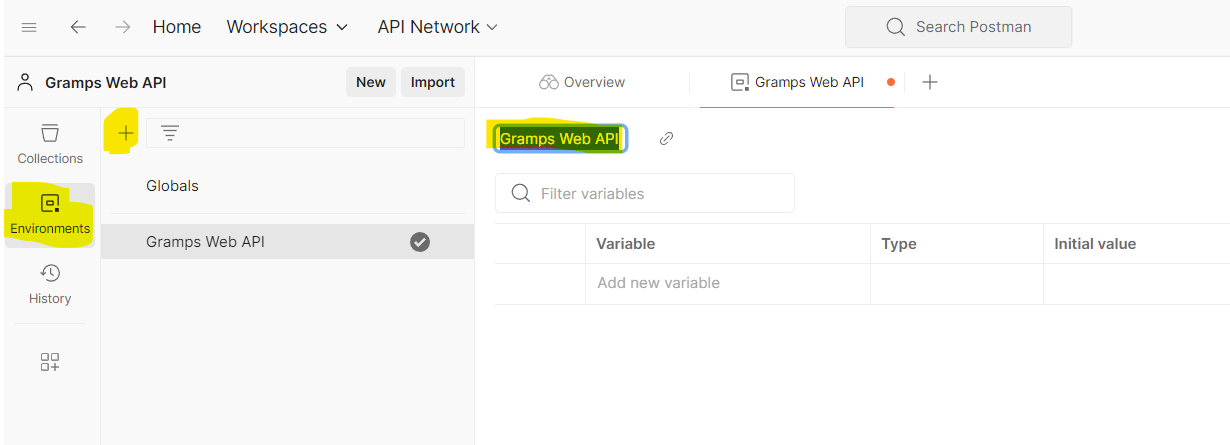 Home Workspaces API Network Search Postman
Gramps Web API New Import Overview Gramps Web API
Collections
Environments
History
Globals
Gramps Web API
Gramps Web API
Filter variables
Variable Type Initial value
Add new variable